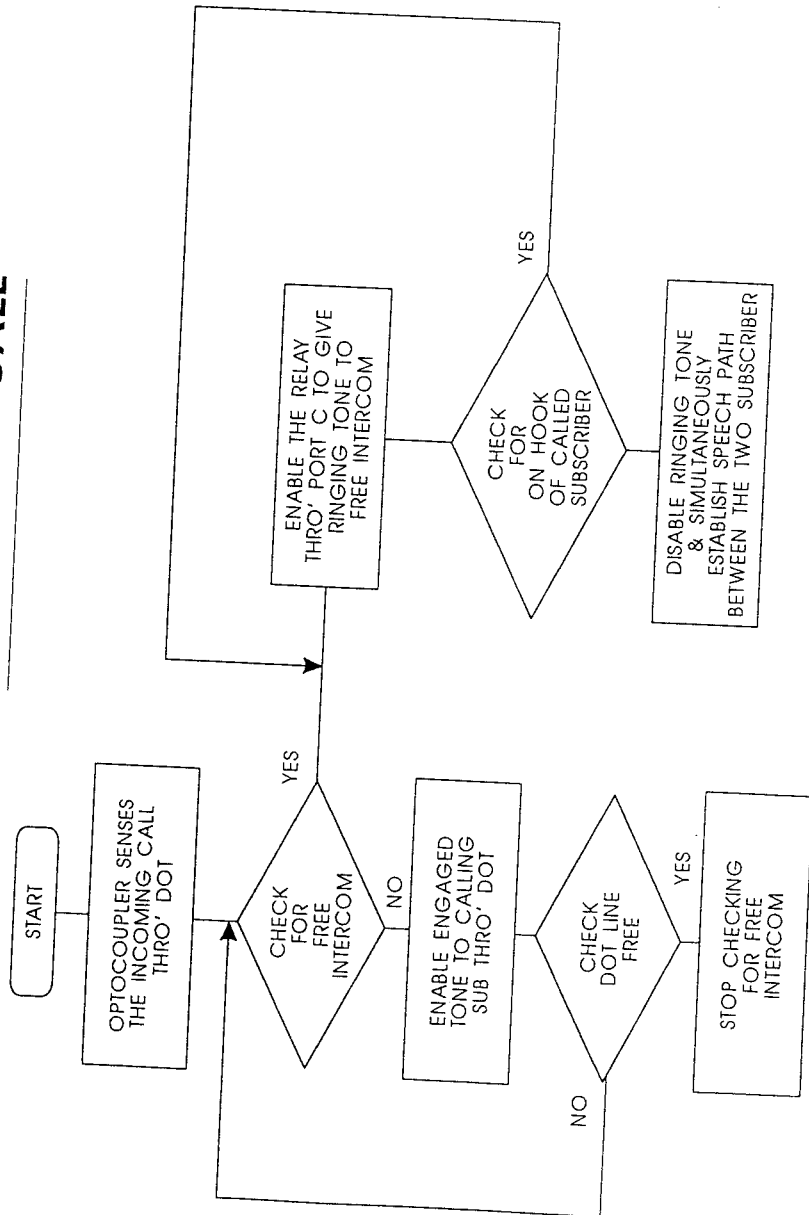 START
OPTOCOUPLER SENSES
THE INCOMING CALL
THRO' DOT
CHECK
FOR
FREE
INTERCOM
YES
NO
ENABLE ENGAGED
TONE TO CALLING
SUB THRO' DOT
CHECK
DOT LINE
FREE
NO
YES
STOP CHECKING
FOR FREE
INTERCOM
ENABLE THE RELAY
THRO' PORT C TO GIVE
RINGING TONE TO
FREE INTERCOM
CHECK
FOR
ON HOOK
OF CALLED
SUBSCRIBER
YES
DISABLE RINGING TONE
& SIMULTANEOUSLY
ESTABLISH SPEECH PATH
BETWEEN THE TWO SUBSCRIBER